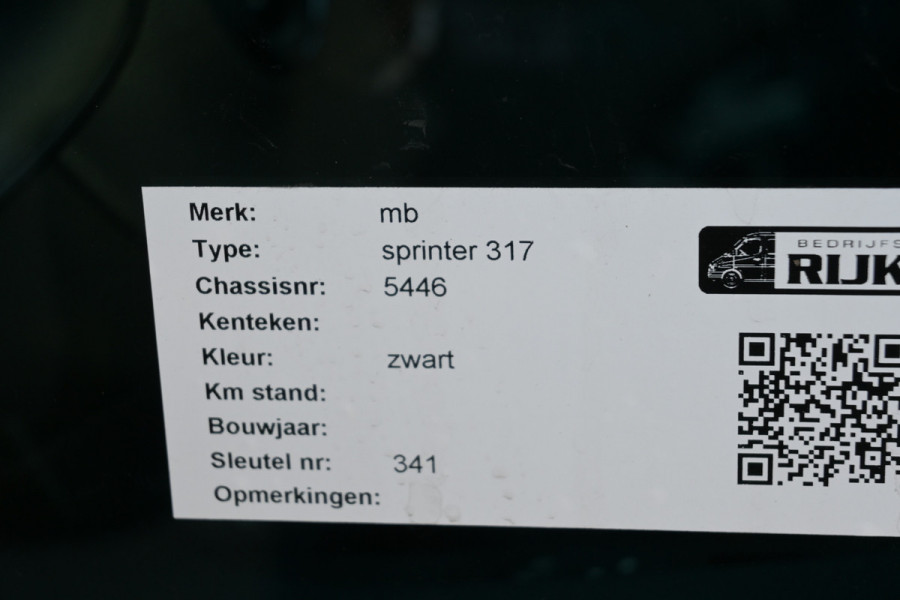 Merk: mb
Type: sprinter 317
Chassisnr: 5446
Kenteken:
Kleur: zwart
Km stand:
Bouwjaar:
Sleutel nr: 341
Opmerkingen:
BEDRIJFS
RIJK